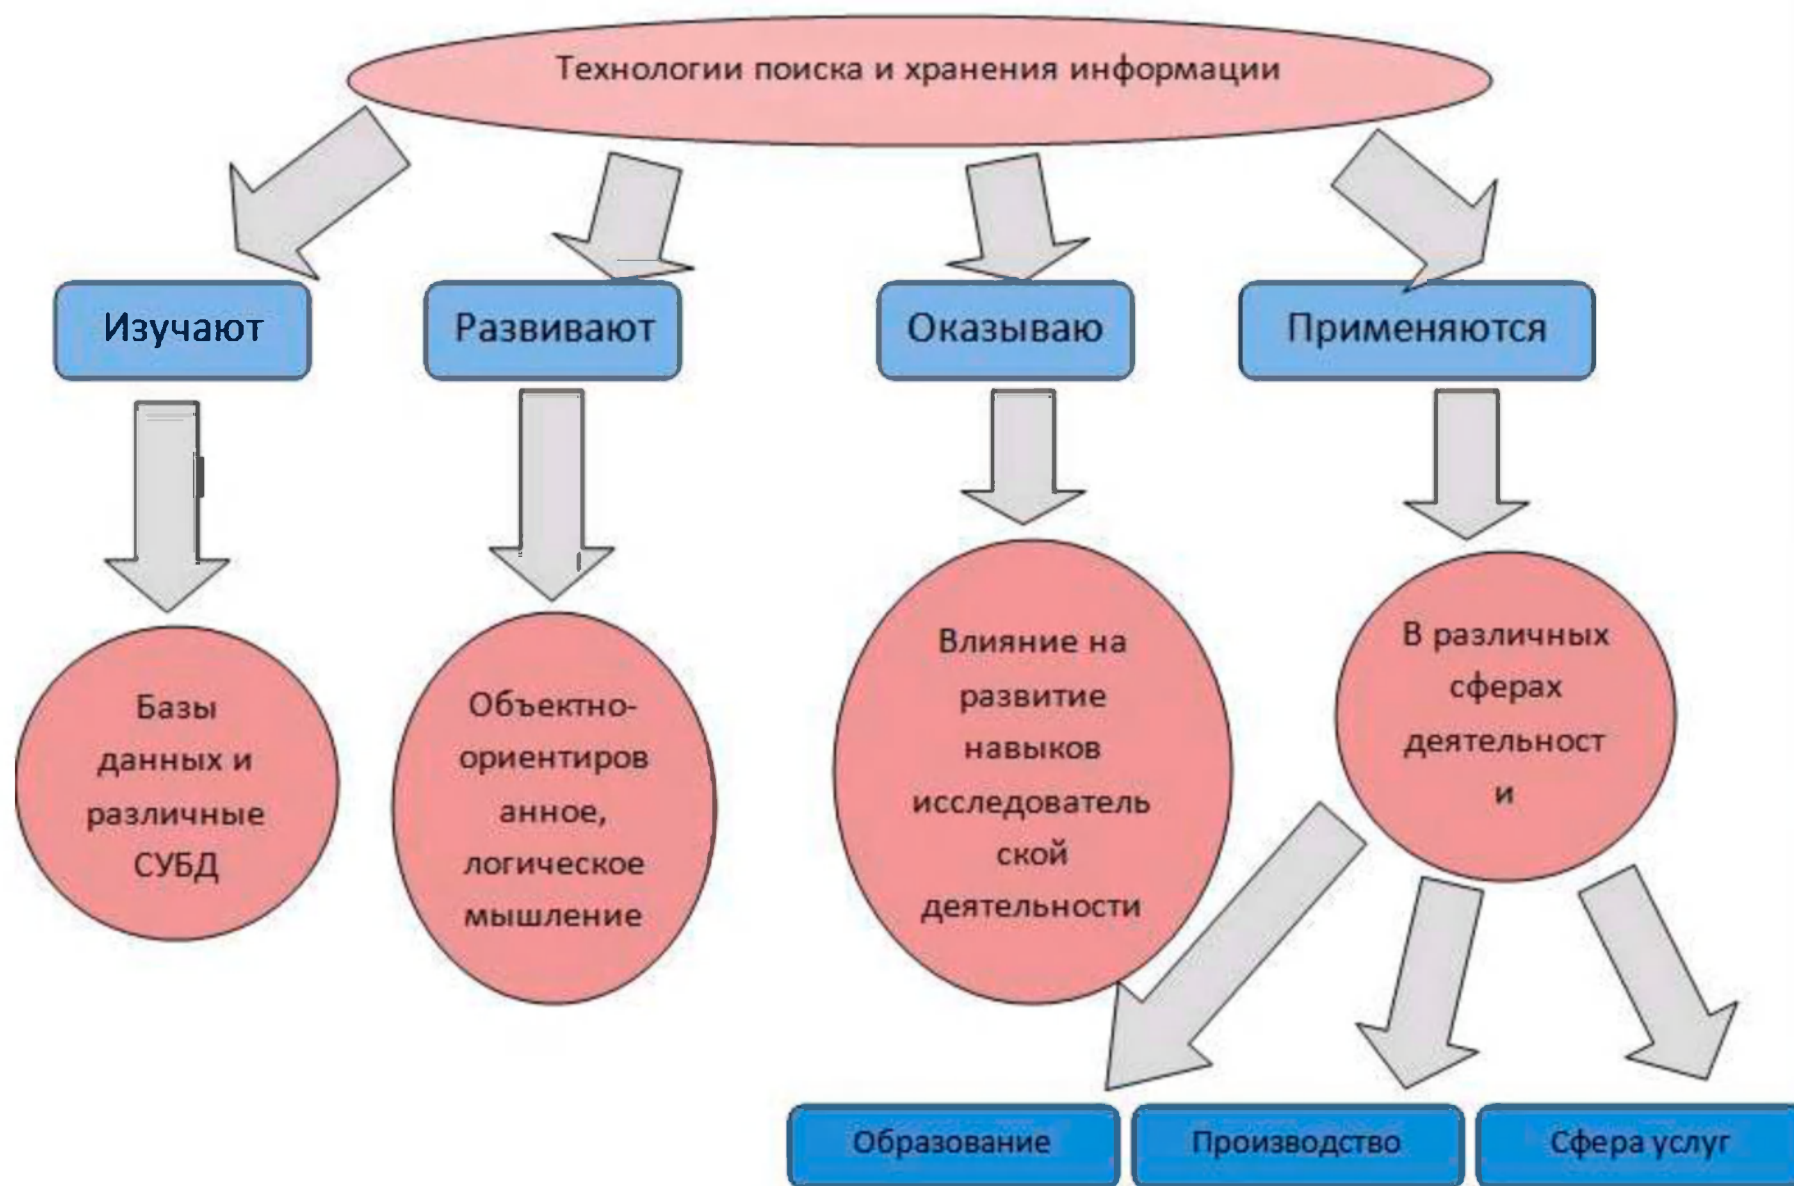 Технологии поиска и хранения информации
Изучают
Развивают
Оказываю
Применяются
Базы
данных и
различные
СУБД
Объектно-
ориентиров
анное,
логическое
мышление
Влияние на
развитие
навыков
исследователь
ской
деятельности
В различных
сферах
деятельност
и
Образование
Производство
Сфера услуг